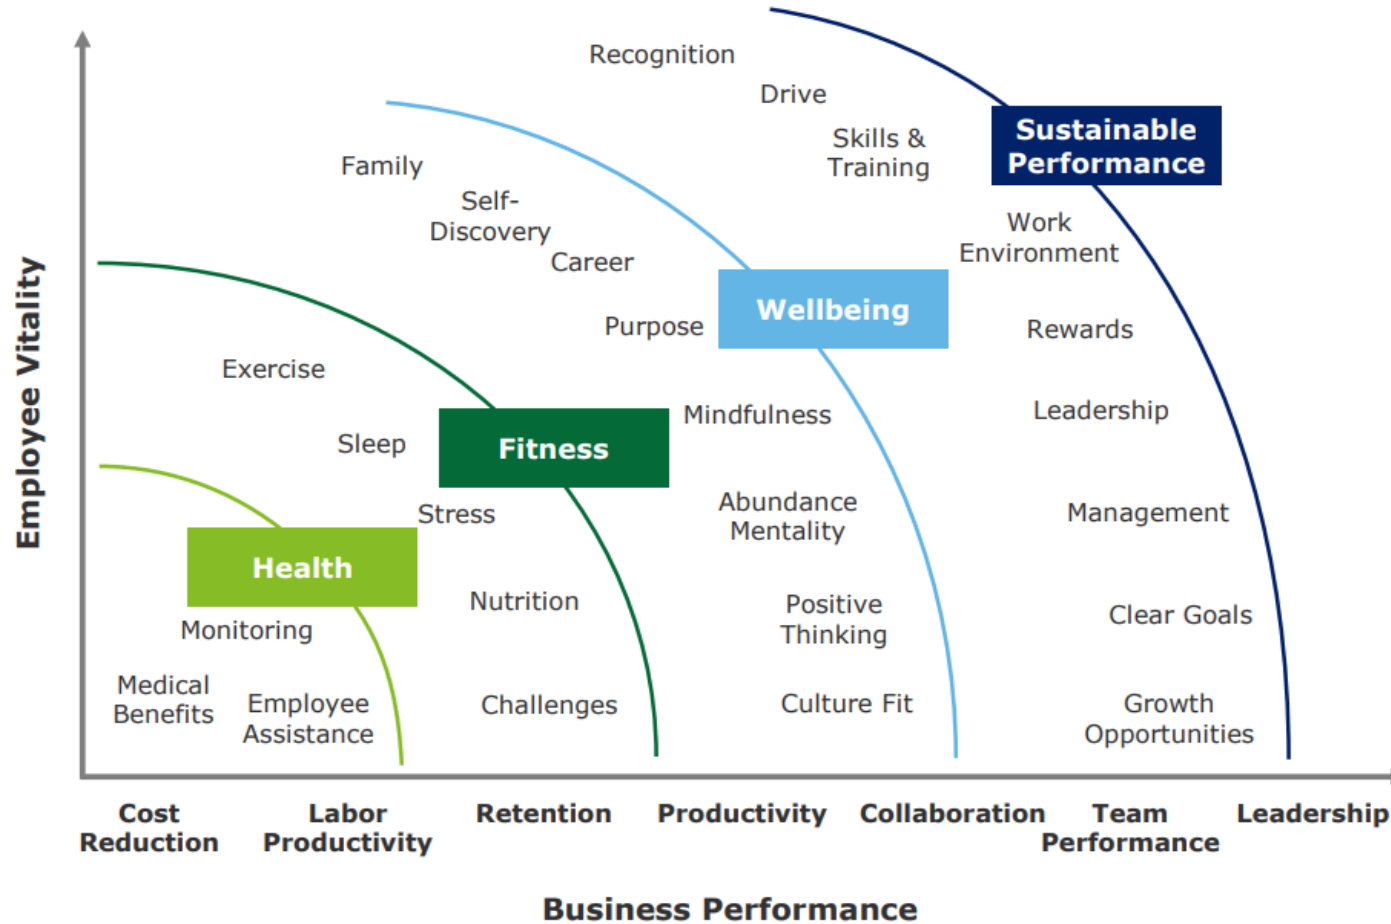 Recognition
Drive
Skills &
Training
Sustainable
Performance
Family
Self-
Discovery
Career
Work
Environment
Purpose
Wellbeing
Rewards
Exercise
Mindfulness
Leadership
Sleep
Fitness
Abundance
Mentality
Management
Stress
Health
Nutrition
Positive
Thinking
Clear Goals
Monitoring
Medical
Benefits
Employee
Assistance
Challenges
Culture Fit
Growth
Opportunities
Employee Vitality
Cost
Reduction
Labor
Productivity
Retention
Productivity
Collaboration
Team
Performance
Leadership
Business Performance